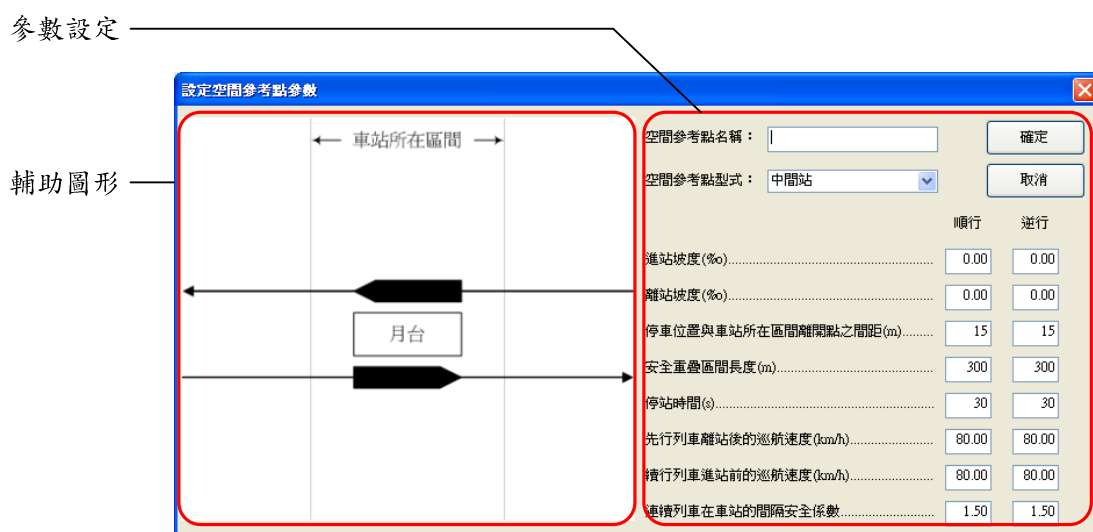 參數設定
設定空間參考點參數
← 車站所在區間 →
輔助圖形
月台
空間參考點名稱：
確定
空間參考點型式： 中間站
取消
順行 逆行
進站坡度(‰)........ 0.00 0.00
離站坡度(‰)........ 0.00 0.00
停車位置與車站所在區間離開點之間距(m)........ 15 15
安全重疊區間長度(m)........ 300 300
停站時間(s)........ 30 30
先行列車離站後的巡航速度(km/h)........ 80.00 80.00
續行列車進站前的巡航速度(km/h)........ 80.00 80.00
連續列車在車站的間隔安全係數........ 1.50 1.50